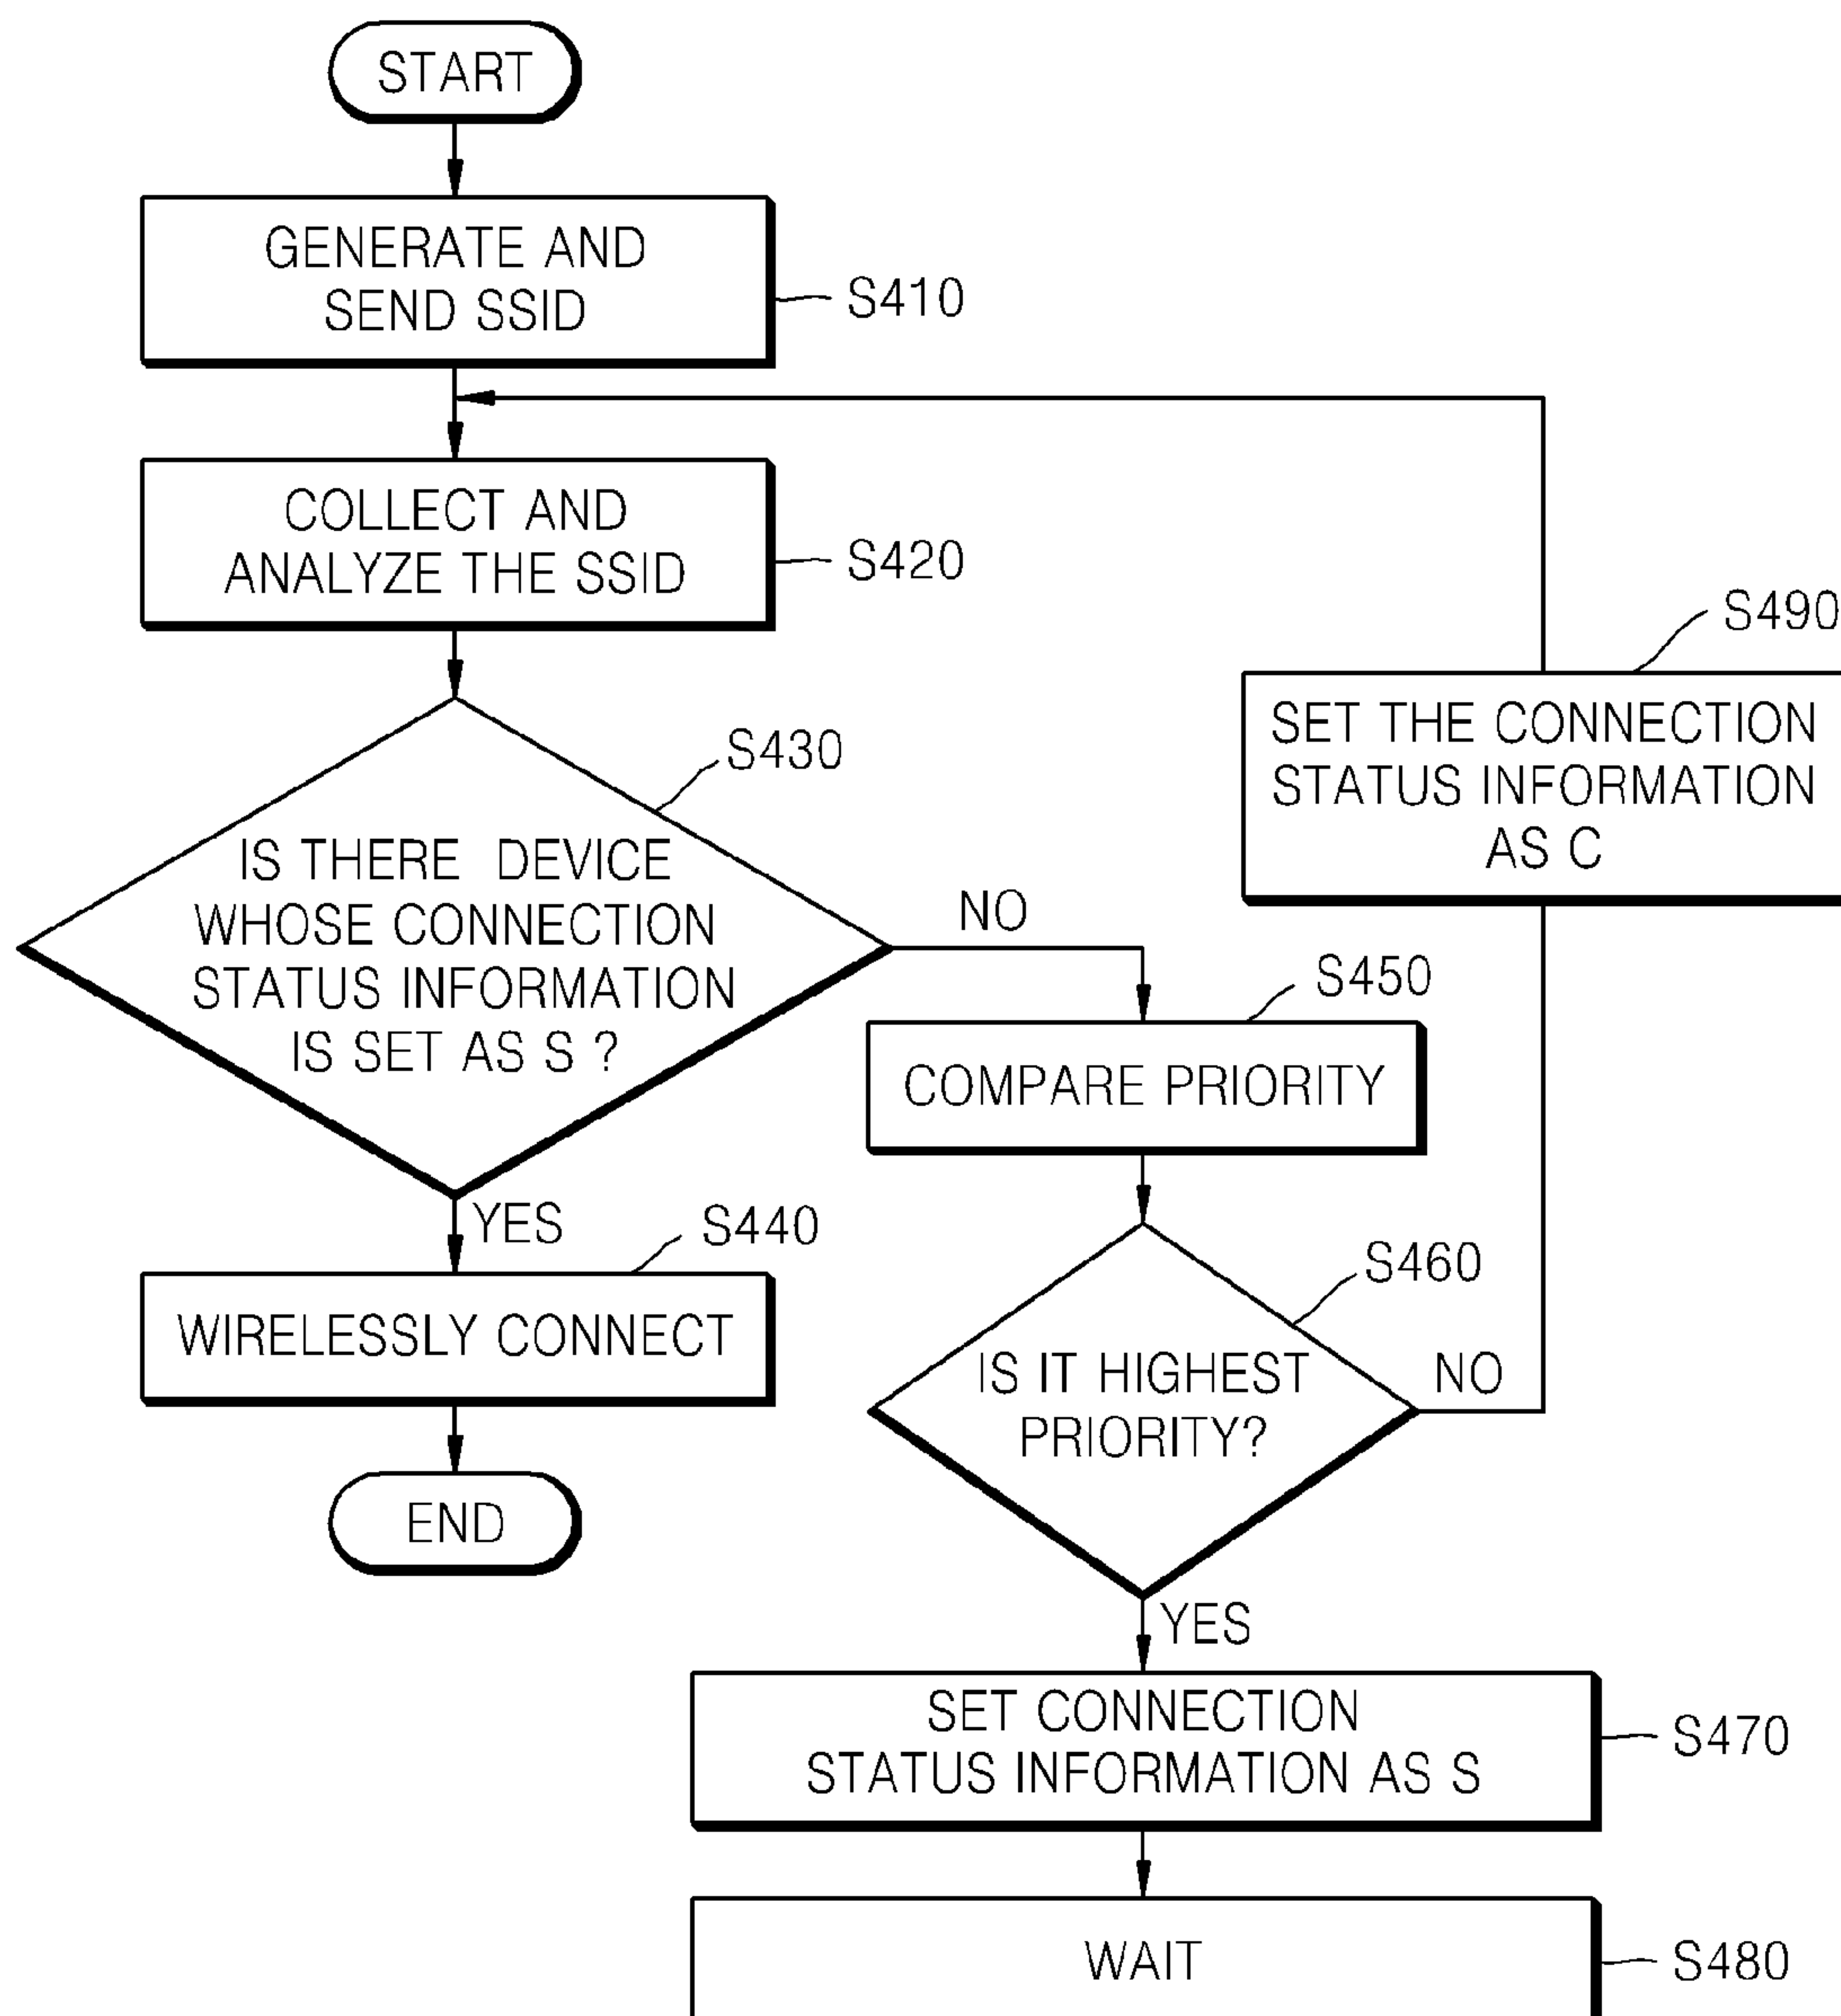 START
GENERATE AND
SEND SSID
S410
COLLECT AND
ANALYZE THE SSID
S420
S430
IS THERE DEVICE
WHOSE CONNECTION
STATUS INFORMATION
IS SET AS S ?
NO
YES
S440
WIRELESSLY CONNECT
END
S450
COMPARE PRIORITY
S460
IS IT HIGHEST
PRIORITY?
NO
YES
S490
SET THE CONNECTION
STATUS INFORMATION
AS C
SET CONNECTION
STATUS INFORMATION AS S
S470
WAIT
S480